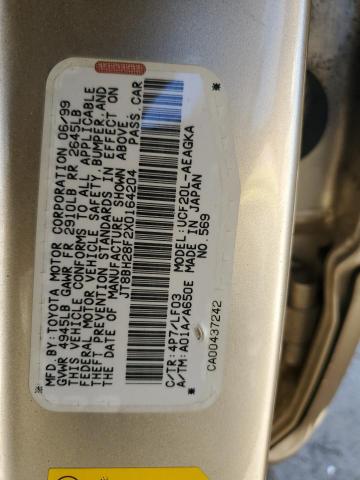 MFD.BY:TOYOTA MOTOR CORPORATION 06/99
GVWR 4945LB GAWR FR 2910LB RR 2645LB
THIS VEHICLE CONFORMS TO ALL APPLICABLE
FEDERAL MOTOR VEHICLE SAFETY, BUMPER, AND
THEFT PREVENTION STANDARDS IN EFFECT ON
THE DATE OF MANUFACTURE SHOWN ABOVE.
JT8BH28F2X0164204 PASS.CAR
C/TR:4P7/LF03 MODEL:UCF20L-AEAGKA
A/TM:A01A/A650E MADE IN JAPAN
NO.569
CA00437242